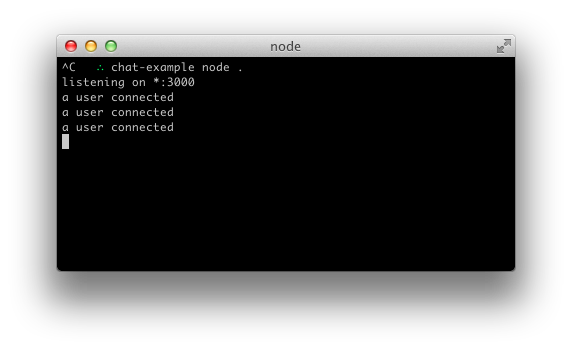 node
^C   ∴ chat-example node .
listening on *:3000
a user connected
a user connected
a user connected